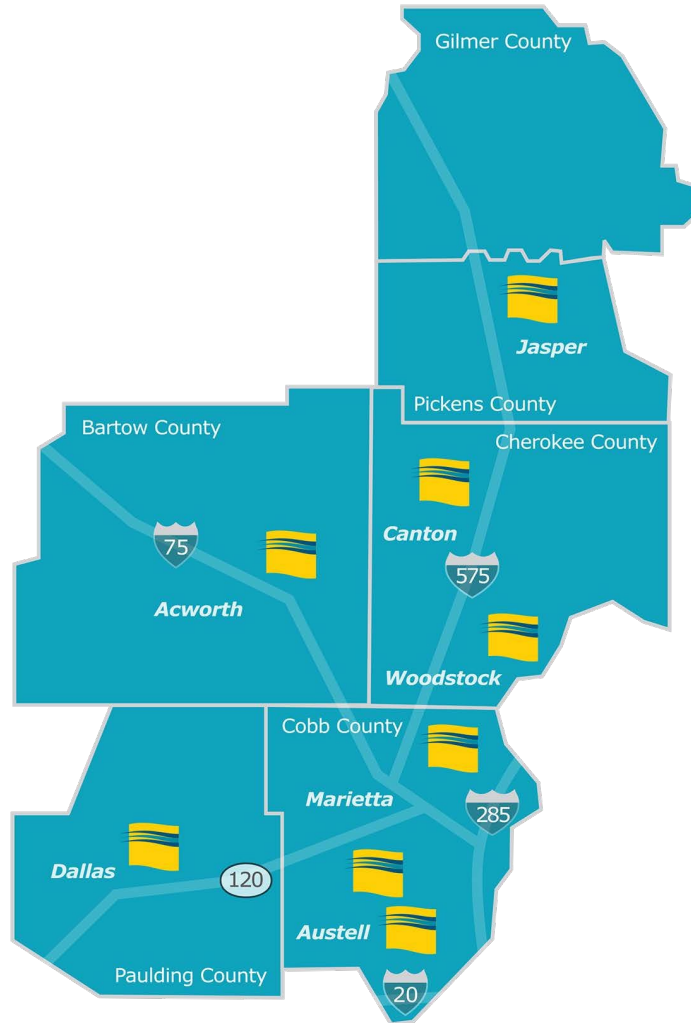 Gilmer County
Jasper
Pickens County
Bartow County
Cherokee County
Canton
75
575
Acworth
Woodstock
Cobb County
Marietta
285
Dallas
120
Austell
Paulding County
20